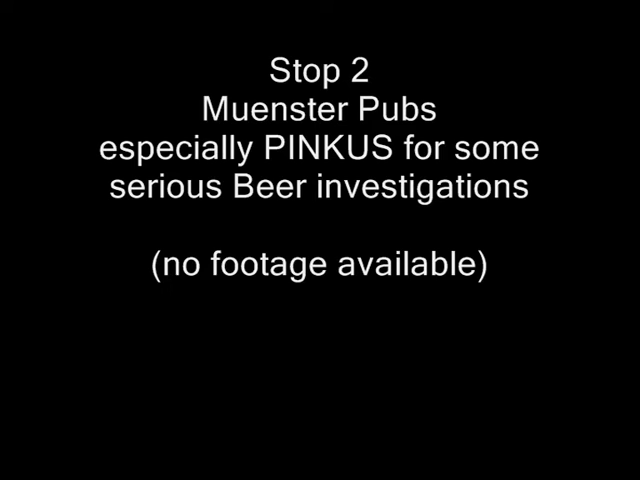 Stop 2
Muenster Pubs
especially PINKUS for some
serious Beer investigations
(no footage available)